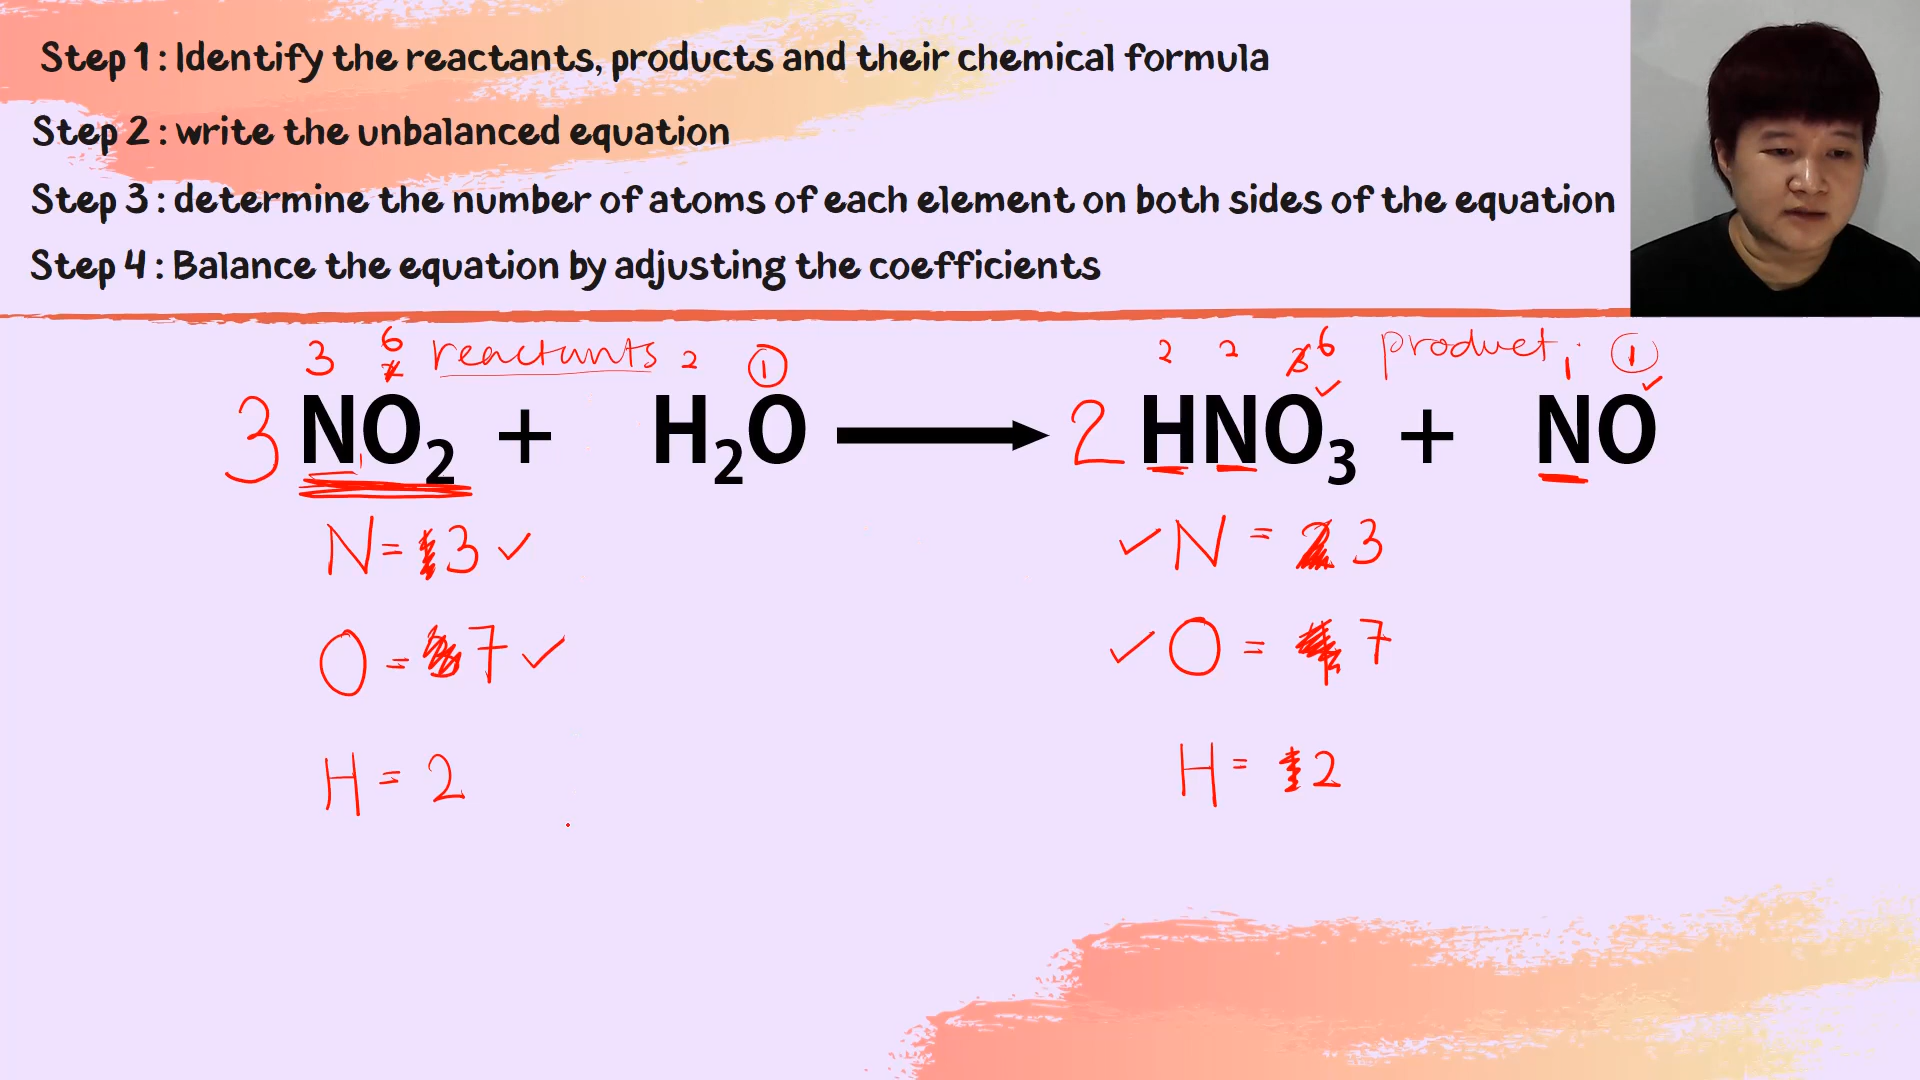 Step 1 : Identify the reactants, products and their chemical formula
Step 2 : write the unbalanced equation
Step 3 : determine the number of atoms of each element on both sides of the equation
Step 4 : Balance the equation by adjusting the coefficients
3 6 reactants 2 1 2 2 6 product 1 1
3 NO₂ + H₂O → 2 HNO₃ + NO
N = 3 ✓ ✓ N = 3
O = 7 ✓ ✓ O = 7
H = 2 H = 2